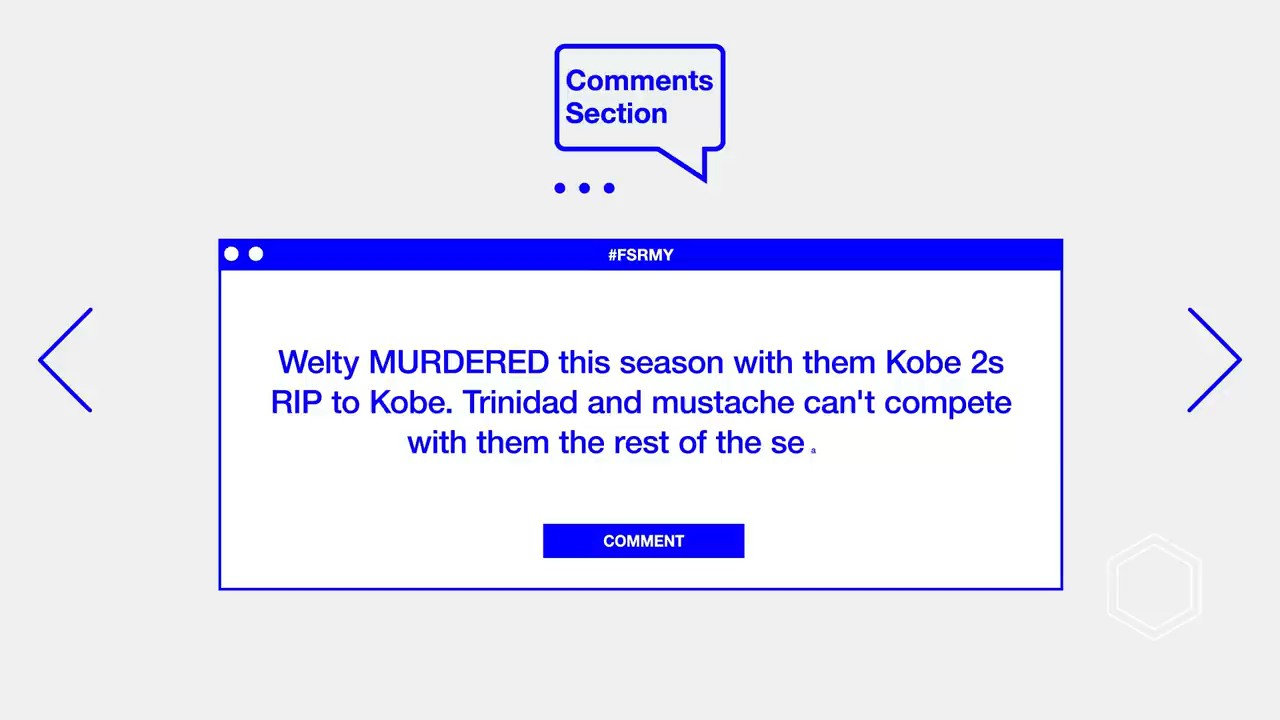 Comments
Section
#FSRMY
Welty MURDERED this season with them Kobe 2s
RIP to Kobe. Trinidad and mustache can't compete
with them the rest of the se a
COMMENT